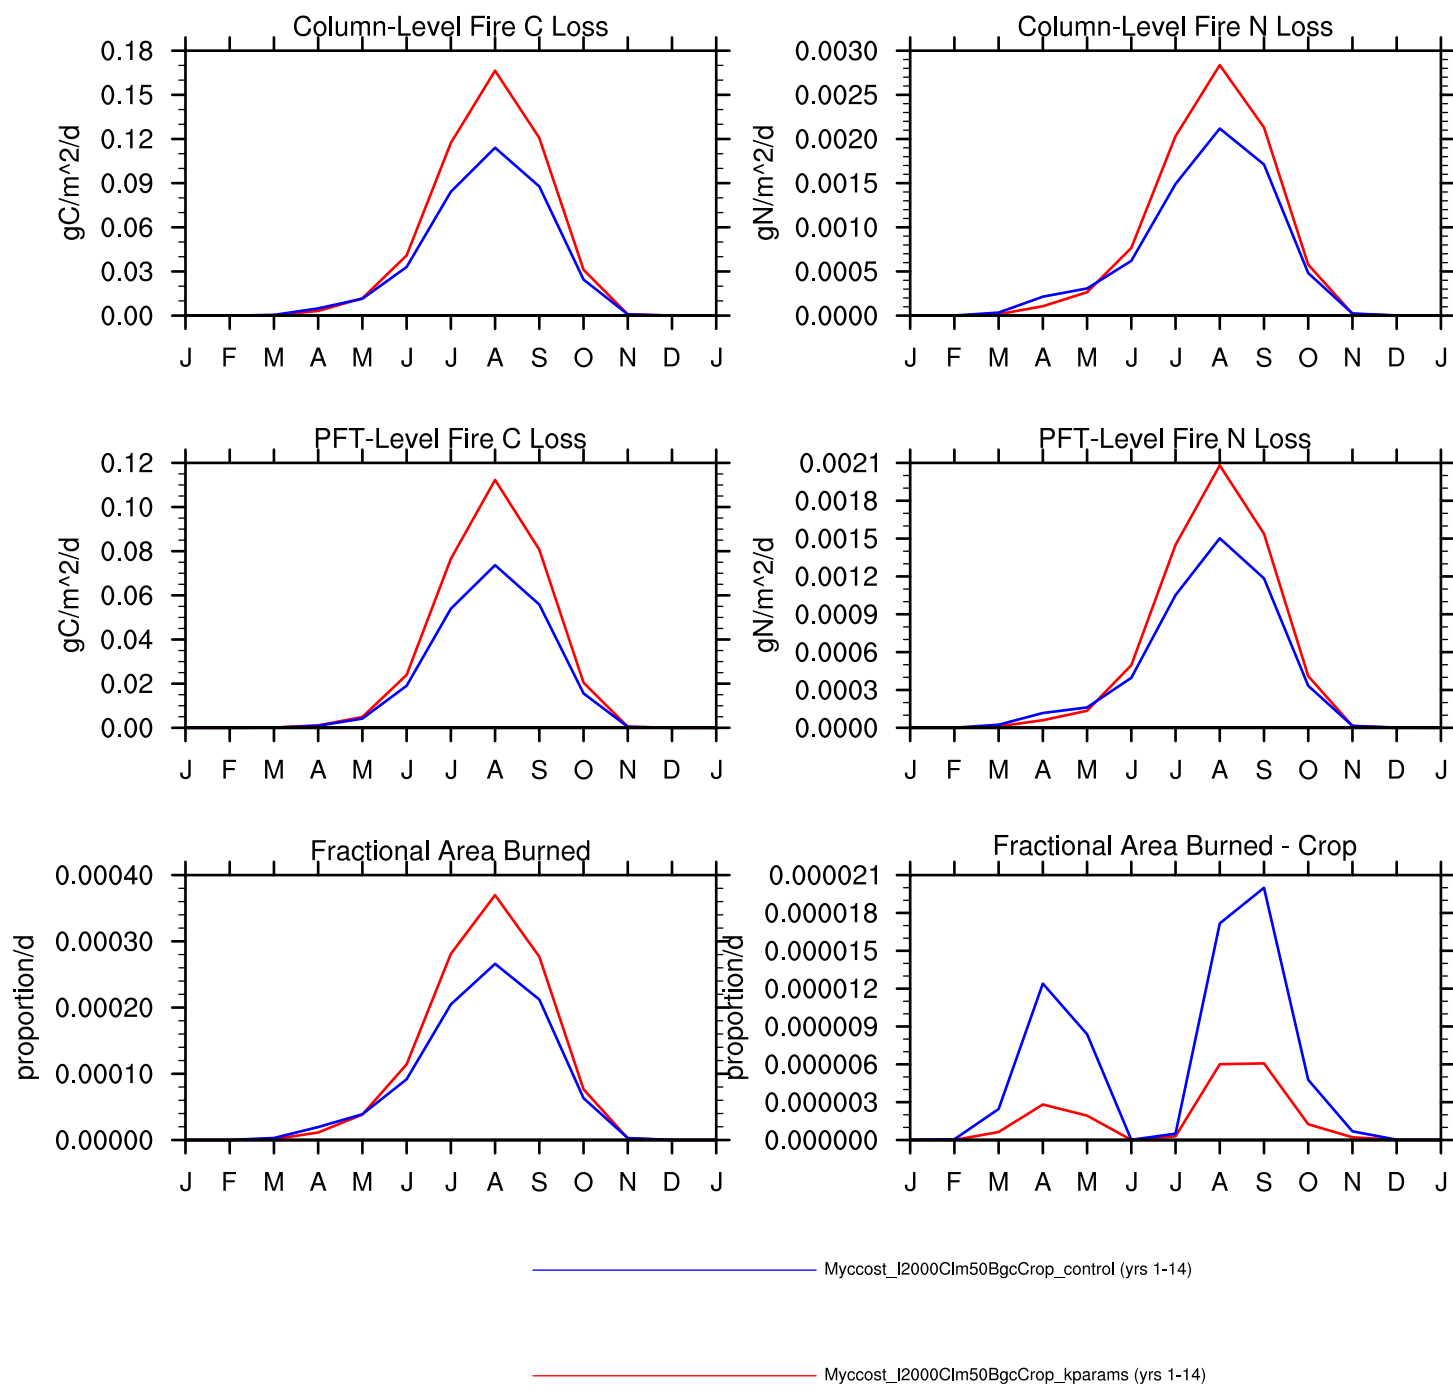 Column-Level Fire C Loss
gC/m^2/d
0.18
0.15
0.12
0.09
0.06
0.03
0.00
J F M A M J J A S O N D J
Column-Level Fire N Loss
gN/m^2/d
0.0030
0.0025
0.0020
0.0015
0.0010
0.0005
0.0000
J F M A M J J A S O N D J
PFT-Level Fire C Loss
gC/m^2/d
0.12
0.10
0.08
0.06
0.04
0.02
0.00
J F M A M J J A S O N D J
PFT-Level Fire N Loss
gN/m^2/d
0.0021
0.0018
0.0015
0.0012
0.0009
0.0006
0.0003
0.0000
J F M A M J J A S O N D J
Fractional Area Burned
proportion/d
0.00040
0.00030
0.00020
0.00010
0.00000
J F M A M J J A S O N D J
Fractional Area Burned - Crop
proportion/d
0.000021
0.000018
0.000015
0.000012
0.000009
0.000006
0.000003
0.000000
J F M A M J J A S O N D J
Myccost_I2000Clm50BgcCrop_control (yrs 1-14)
Myccost_I2000Clm50BgcCrop_kparams (yrs 1-14)